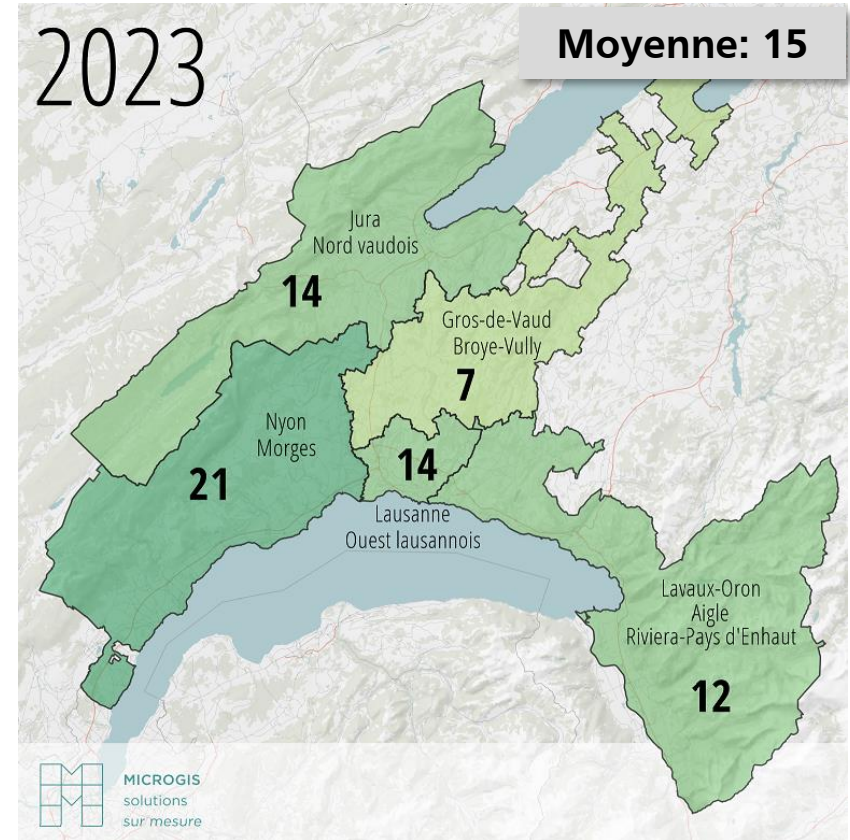 2023
Moyenne: 15
Jura
Nord vaudois
14
Gros-de-Vaud
Broye-Vully
7
Nyon
Morges
21
14
Lausanne
Ouest lausannois
Lavaux-Oron
Aigle
Riviera-Pays d'Enhaut
12
MICROGIS
solutions
sur mesure